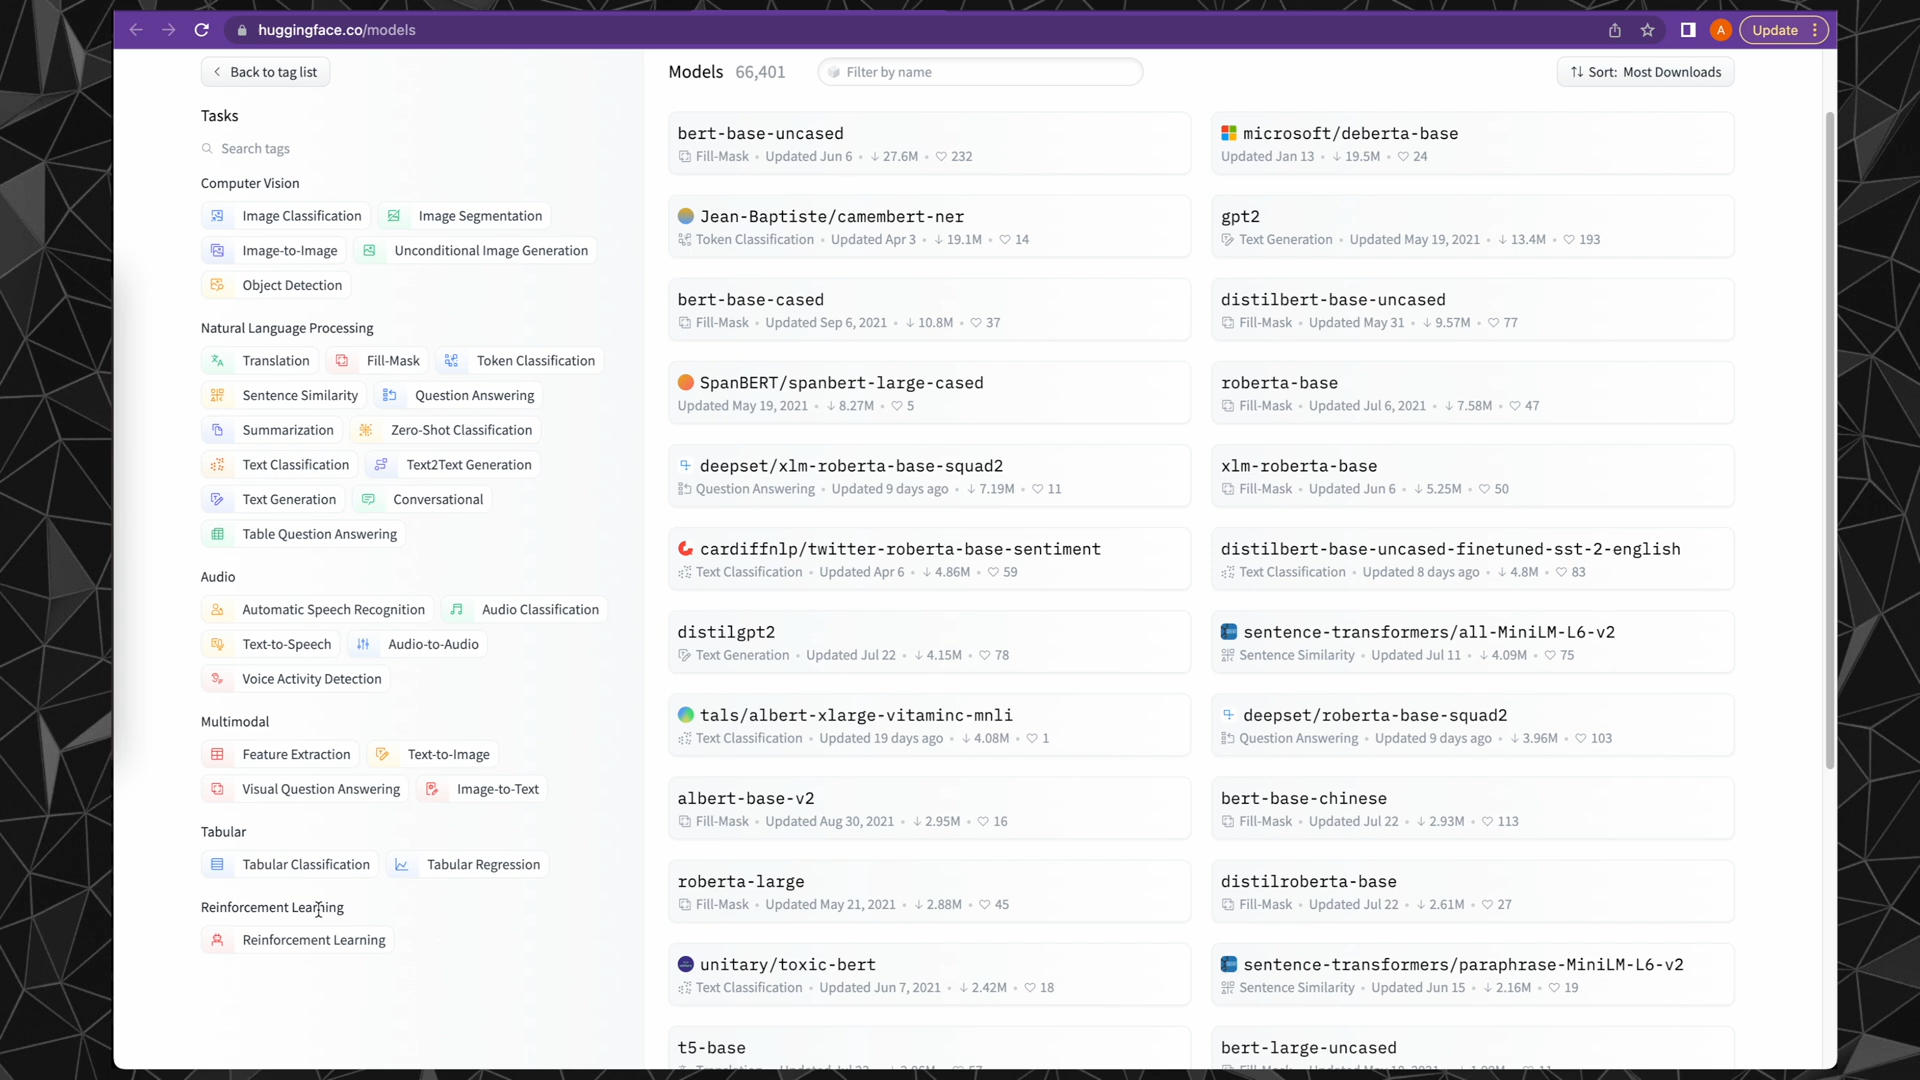 huggingface.co/models
A
Update
Back to tag list
Tasks
Search tags
Computer Vision
Image Classification
Image Segmentation
Image-to-Image
Unconditional Image Generation
Object Detection
Natural Language Processing
Translation
Fill-Mask
Token Classification
Sentence Similarity
Question Answering
Summarization
Zero-Shot Classification
Text Classification
Text2Text Generation
Text Generation
Conversational
Table Question Answering
Audio
Automatic Speech Recognition
Audio Classification
Text-to-Speech
Audio-to-Audio
Voice Activity Detection
Multimodal
Feature Extraction
Text-to-Image
Visual Question Answering
Image-to-Text
Tabular
Tabular Classification
Tabular Regression
Reinforcement Learning
Reinforcement Learning
Models 66,401
Filter by name
Sort: Most Downloads
bert-base-uncased
Fill-Mask • Updated Jun 6 • ↓ 27.6M • ♡ 232
microsoft/deberta-base
Updated Jan 13 • ↓ 19.5M • ♡ 24
Jean-Baptiste/camembert-ner
Token Classification • Updated Apr 3 • ↓ 19.1M • ♡ 14
gpt2
Text Generation • Updated May 19, 2021 • ↓ 13.4M • ♡ 193
bert-base-cased
Fill-Mask • Updated Sep 6, 2021 • ↓ 10.8M • ♡ 37
distilbert-base-uncased
Fill-Mask • Updated May 31 • ↓ 9.57M • ♡ 77
SpanBERT/spanbert-large-cased
Updated May 19, 2021 • ↓ 8.27M • ♡ 5
roberta-base
Fill-Mask • Updated Jul 6, 2021 • ↓ 7.58M • ♡ 47
deepset/xlm-roberta-base-squad2
Question Answering • Updated 9 days ago • ↓ 7.19M • ♡ 11
xlm-roberta-base
Fill-Mask • Updated Jun 6 • ↓ 5.25M • ♡ 50
cardiffnlp/twitter-roberta-base-sentiment
Text Classification • Updated Apr 6 • ↓ 4.86M • ♡ 59
distilbert-base-uncased-finetuned-sst-2-english
Text Classification • Updated 8 days ago • ↓ 4.8M • ♡ 83
distilgpt2
Text Generation • Updated Jul 22 • ↓ 4.15M • ♡ 78
sentence-transformers/all-MiniLM-L6-v2
Sentence Similarity • Updated Jul 11 • ↓ 4.09M • ♡ 75
tals/albert-xlarge-vitaminc-mnli
Text Classification • Updated 19 days ago • ↓ 4.08M • ♡ 1
deepset/roberta-base-squad2
Question Answering • Updated 9 days ago • ↓ 3.96M • ♡ 103
albert-base-v2
Fill-Mask • Updated Aug 30, 2021 • ↓ 2.95M • ♡ 16
bert-base-chinese
Fill-Mask • Updated Jul 22 • ↓ 2.93M • ♡ 113
roberta-large
Fill-Mask • Updated May 21, 2021 • ↓ 2.88M • ♡ 45
distilroberta-base
Fill-Mask • Updated Jul 22 • ↓ 2.61M • ♡ 27
unitary/toxic-bert
Text Classification • Updated Jun 7, 2021 • ↓ 2.42M • ♡ 18
sentence-transformers/paraphrase-MiniLM-L6-v2
Sentence Similarity • Updated Jun 15 • ↓ 2.16M • ♡ 19
t5-base
bert-large-uncased